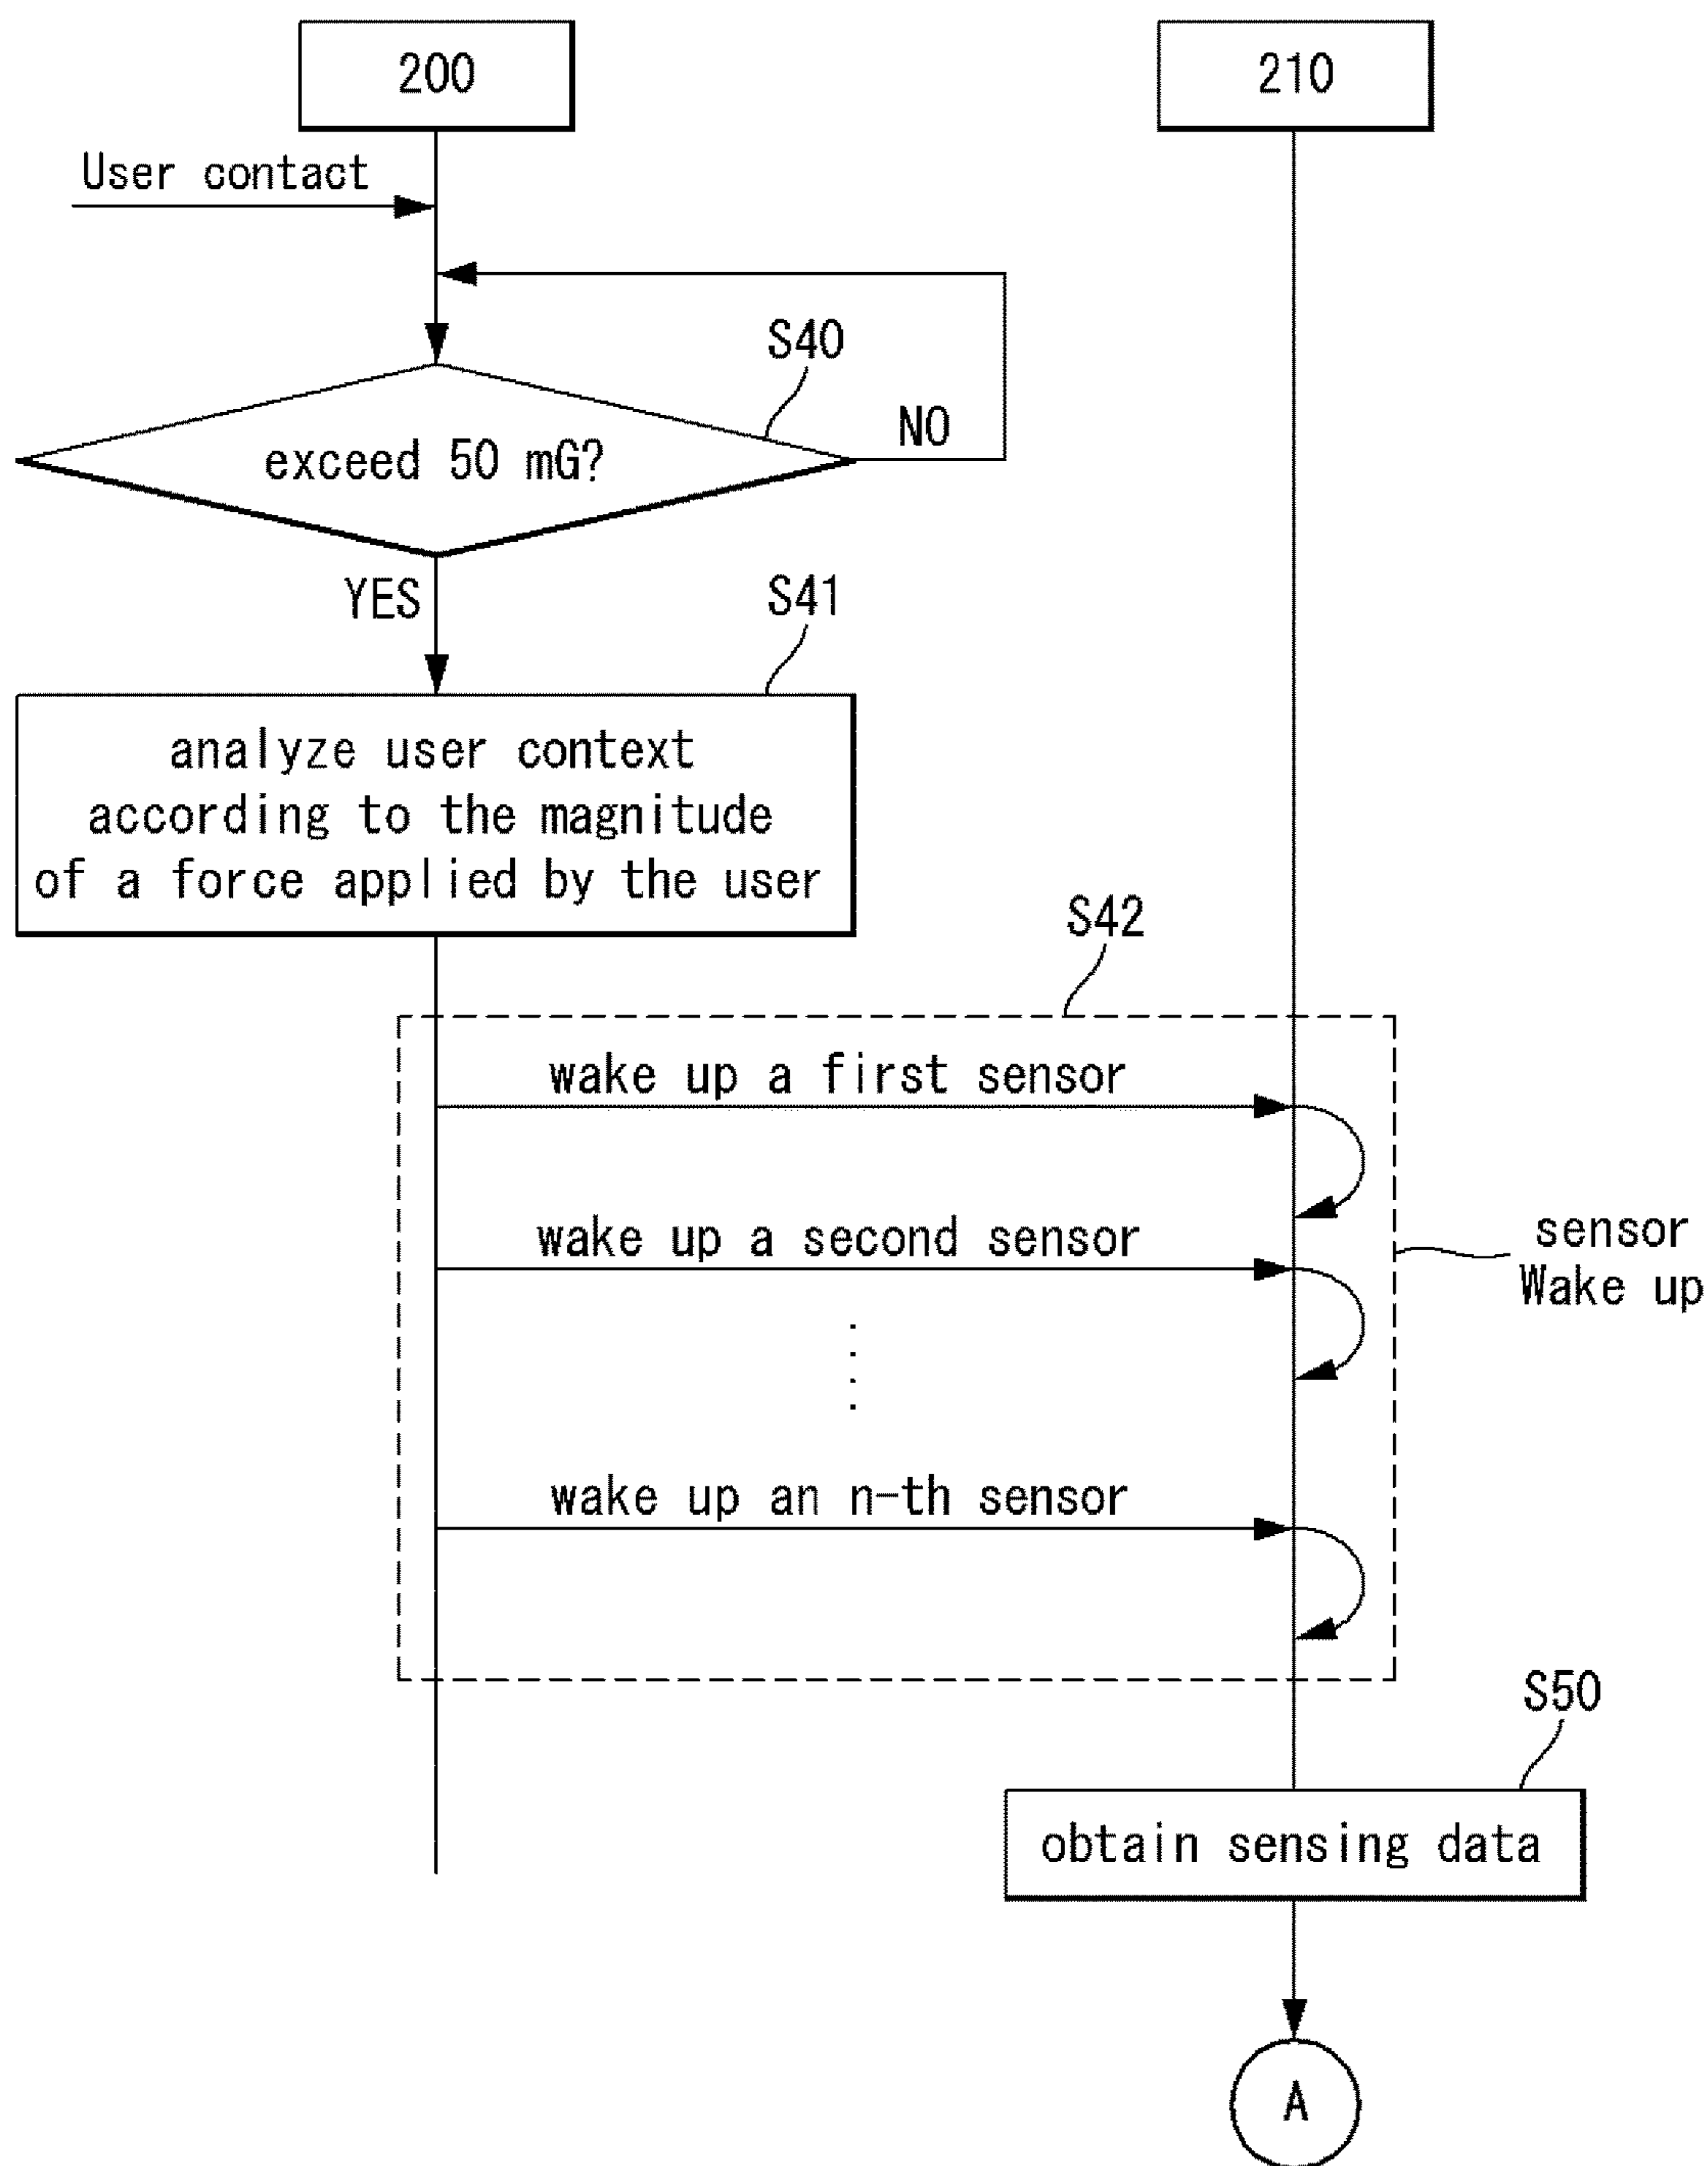 200
210
User contact
S40
exceed 50 mG?
NO
YES
S41
analyze user context
according to the magnitude
of a force applied by the user
S42
wake up a first sensor
wake up a second sensor
sensor
Wake up
wake up an n-th sensor
S50
obtain sensing data
A